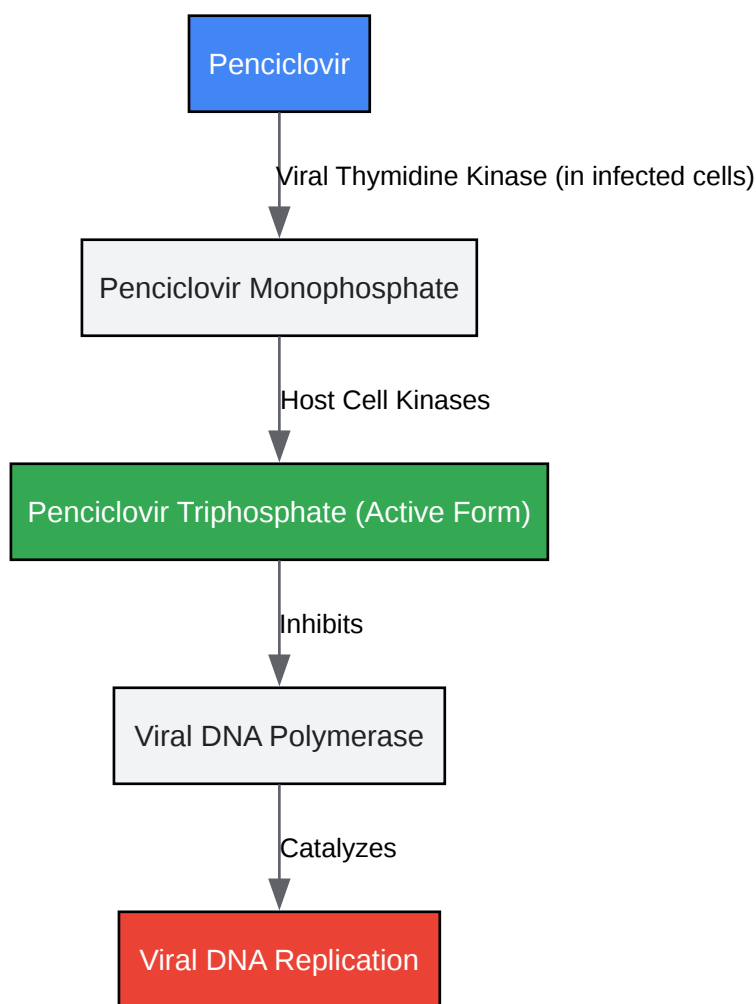 Penciclovir
Viral Thymidine Kinase (in infected cells)
Penciclovir Monophosphate
Host Cell Kinases
Penciclovir Triphosphate (Active Form)
Inhibits
Viral DNA Polymerase
Catalyzes
Viral DNA Replication